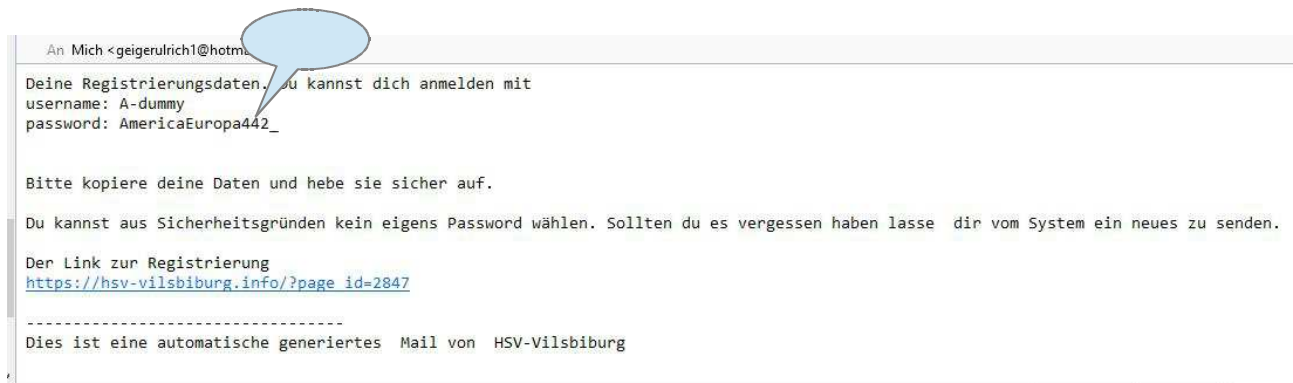 An Mich <geigerulrich1@hotm
Deine Registrierungsdaten. kannst dich anmelden mit
username: A-dummy
password: AmericaEuropa442_
Bitte kopiere deine Daten und hebe sie sicher auf.
Du kannst aus Sicherheitsgründen kein eigens Password wählen. Sollten du es vergessen haben lasse dir vom System ein neues zu senden.
Der Link zur Registrierung
https://hsv-vilsbiburg.info/?page_id=2847
----------------------------------
Dies ist eine automatische generiertes Mail von HSV-Vilsbiburg